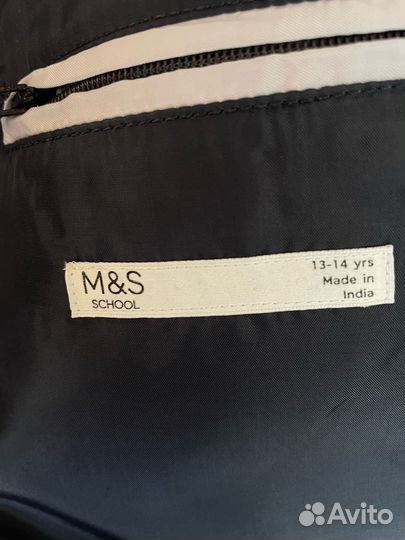 M&S
SCHOOL
13-14 yrs
Made in
India
Avito